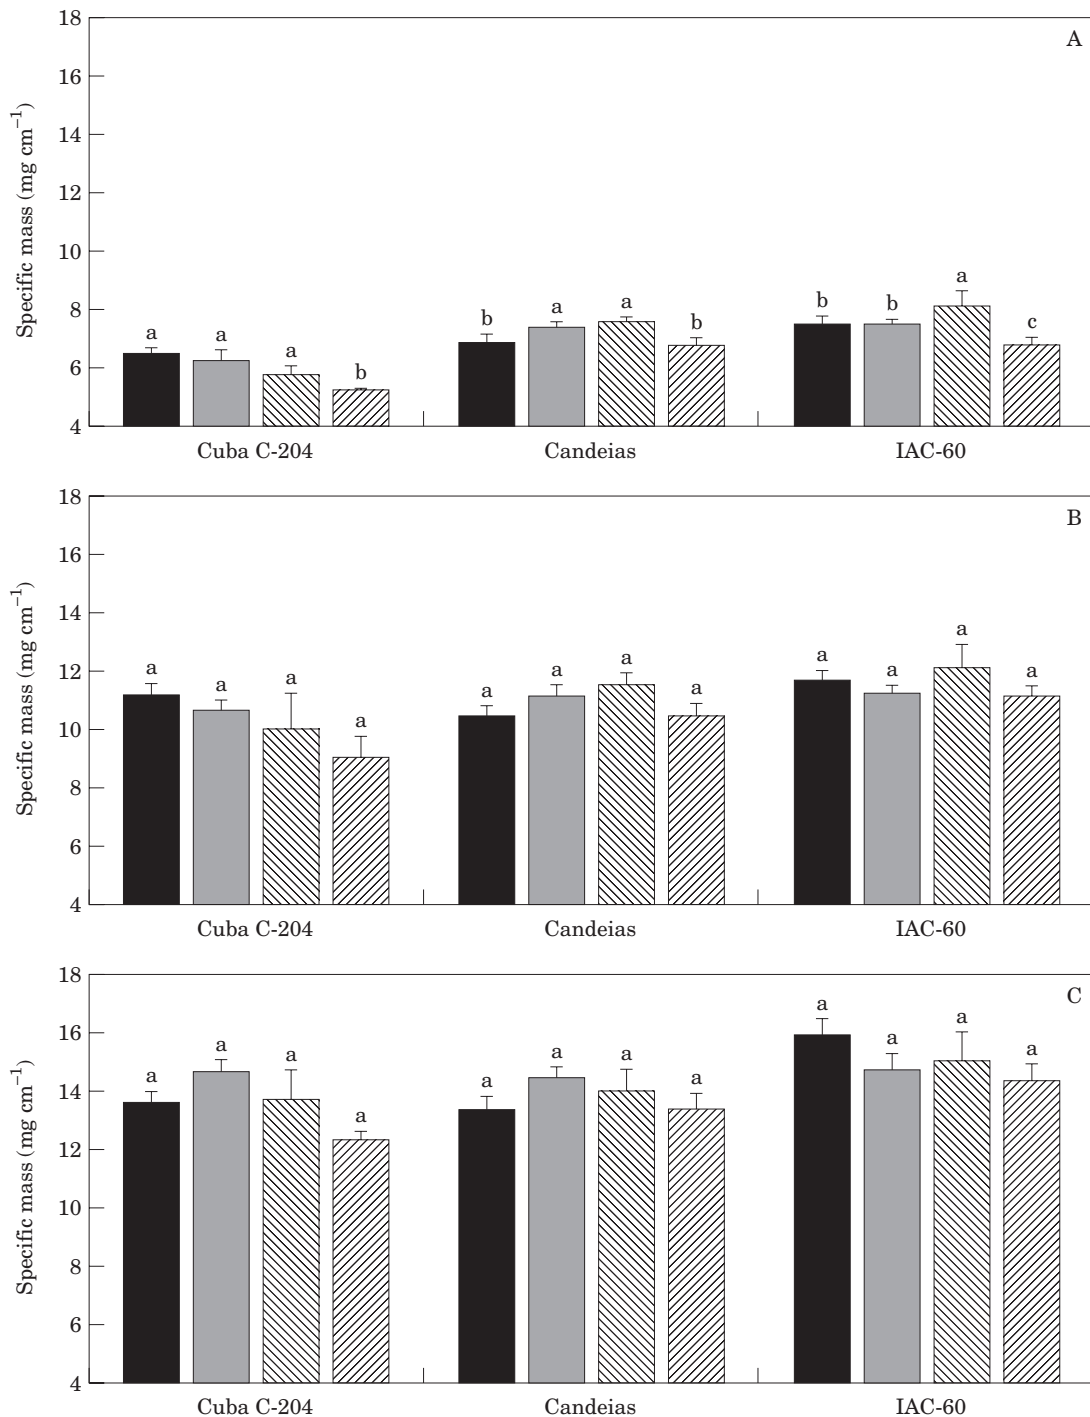 18
A
16
14
12
10
8
6
4
Specific mass (mg cm⁻¹)
a a a b b a a b b b a c
Cuba C-204 Candeias IAC-60
18
B
16
14
12
10
8
6
4
Specific mass (mg cm⁻¹)
a a a a a a a a a a a a
Cuba C-204 Candeias IAC-60
18
C
16
14
12
10
8
6
4
Specific mass (mg cm⁻¹)
a a a a a a a a a a a a
Cuba C-204 Candeias IAC-60